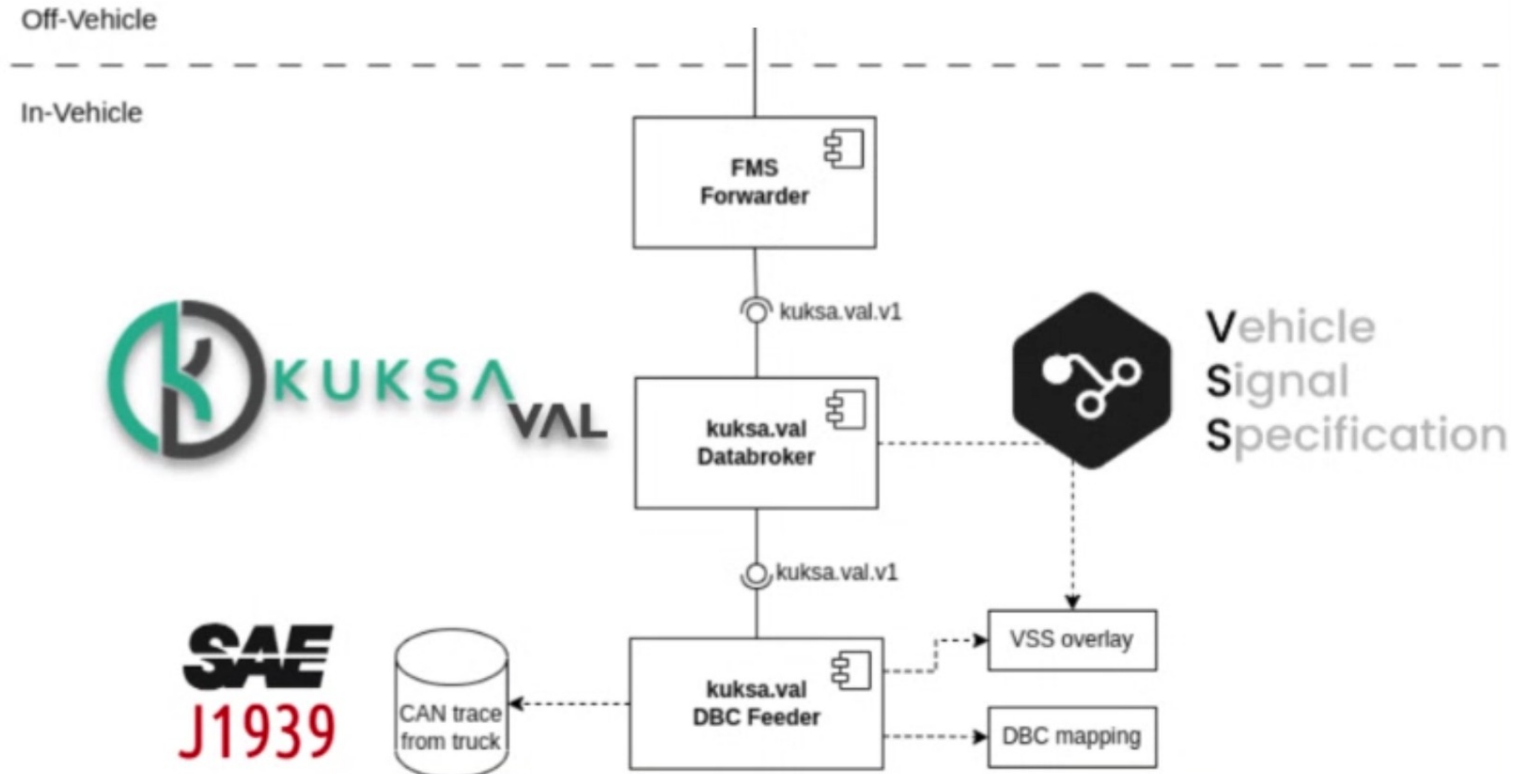 Off-Vehicle
In-Vehicle
FMS
Forwarder
kuksa.val.v1
KUKSA
VAL
Vehicle
Signal
Specification
kuksa.val
Databroker
kuksa.val.v1
SAE
J1939
CAN trace
from truck
kuksa.val
DBC Feeder
VSS overlay
DBC mapping